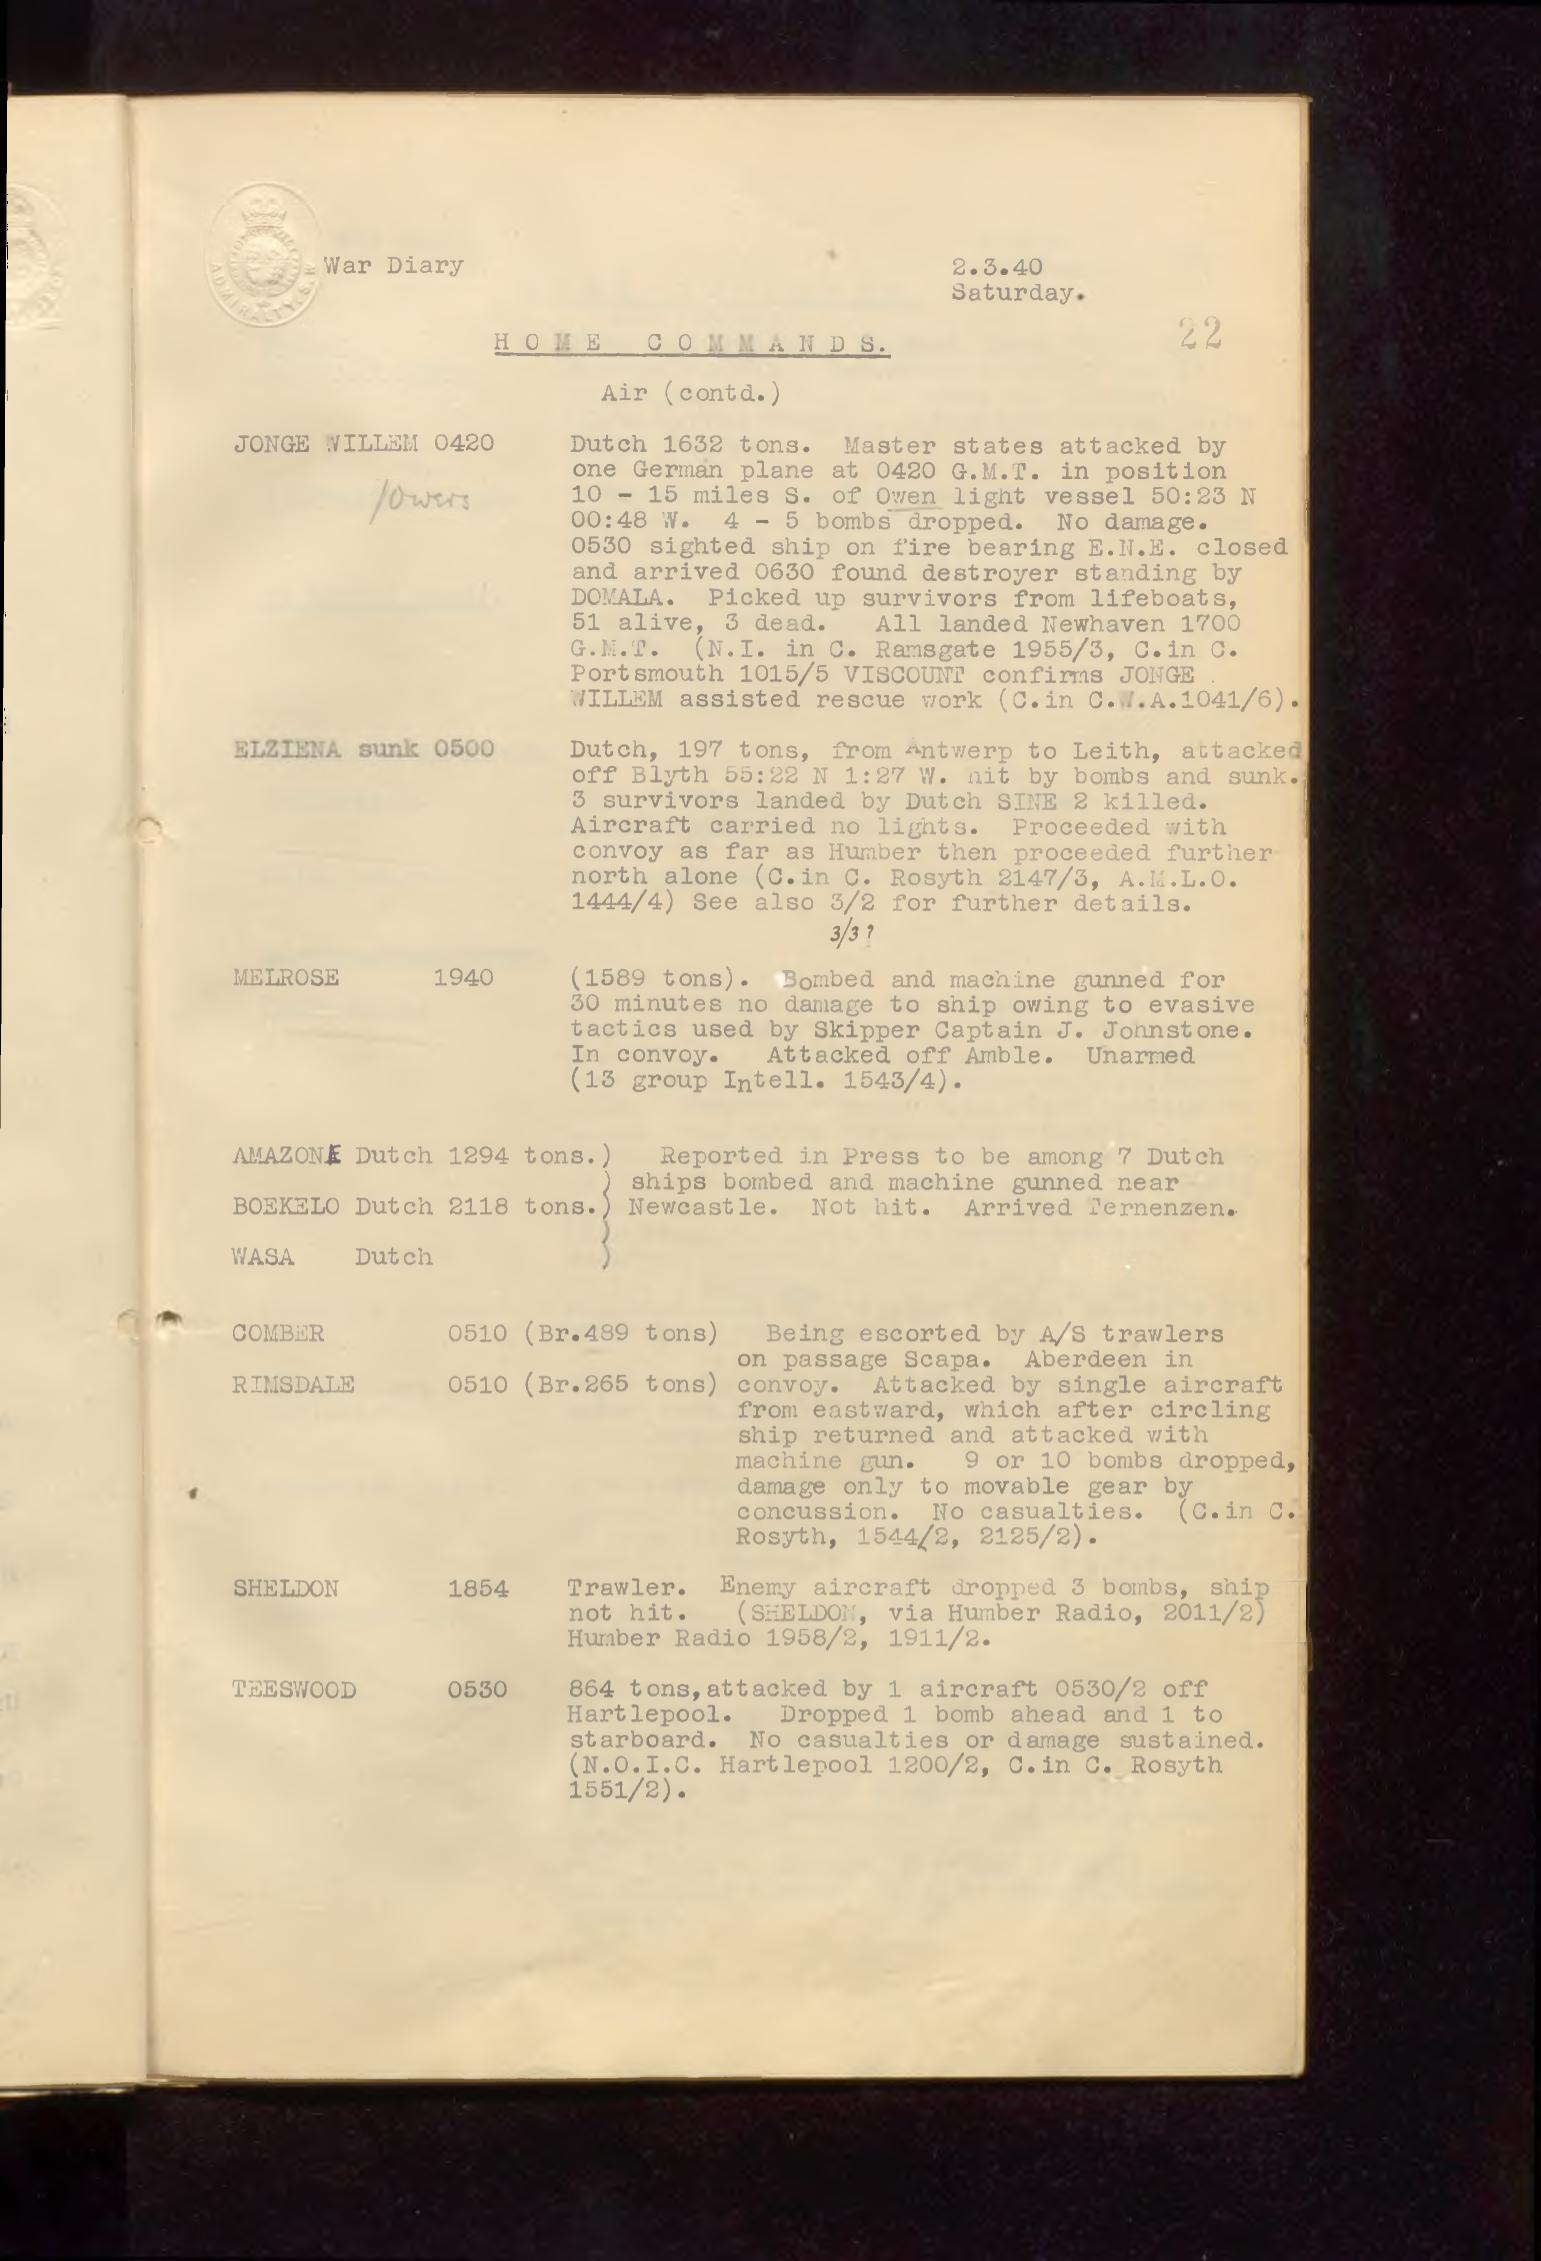 War Diary 2.3.40
Saturday.
22
HOME COMMANDS.
Air (contd.)
JONGE WILLEM 0420 Dutch 1632 tons. Master states attacked by
one German plane at 0420 G.M.T. in position
10 - 15 miles S. of Owen light vessel 50:23 N
/Owers
00:48 W. 4 - 5 bombs dropped. No damage.
0530 sighted ship on fire bearing E.N.E. closed
and arrived 0630 found destroyer standing by
DOMALA. Picked up survivors from lifeboats,
51 alive, 3 dead. All landed Newhaven 1700
G.M.T. (N.I. in C. Ramsgate 1955/3, C.in C.
Portsmouth 1015/5 VISCOUNT confirms JONGE
WILLEM assisted rescue work (C.in C.W.A.1041/6).
ELZIENA sunk 0500 Dutch, 197 tons, from Antwerp to Leith, attacked
off Blyth 55:22 N 1:27 W. hit by bombs and sunk.
3 survivors landed by Dutch SINE 2 killed.
Aircraft carried no lights. Proceeded with
convoy as far as Humber then proceeded further
north alone (C.in C. Rosyth 2147/3, A.M.L.O.
1444/4) See also 3/2 for further details.
3/3?
MELROSE 1940 (1589 tons). Bombed and machine gunned for
30 minutes no damage to ship owing to evasive
tactics used by Skipper Captain J. Johnstone.
In convoy. Attacked off Amble. Unarmed
(13 group Intell. 1543/4).
AMAZONE Dutch 1294 tons.) Reported in Press to be among 7 Dutch
) ships bombed and machine gunned near
BOEKELO Dutch 2118 tons.) Newcastle. Not hit. Arrived Ternenzen.
)
WASA Dutch )
COMBER 0510 (Br.489 tons) Being escorted by A/S trawlers
on passage Scapa. Aberdeen in
RIMSDALE 0510 (Br.265 tons) convoy. Attacked by single aircraft
from eastward, which after circling
ship returned and attacked with
machine gun. 9 or 10 bombs dropped,
damage only to movable gear by
concussion. No casualties. (C.in C.
Rosyth, 1544/2, 2125/2).
SHELDON 1854 Trawler. Enemy aircraft dropped 3 bombs, ship
not hit. (SHELDON, via Humber Radio, 2011/2)
Humber Radio 1958/2, 1911/2.
TEESWOOD 0530 864 tons, attacked by 1 aircraft 0530/2 off
Hartlepool. Dropped 1 bomb ahead and 1 to
starboard. No casualties or damage sustained.
(N.O.I.C. Hartlepool 1200/2, C.in C. Rosyth
1551/2).